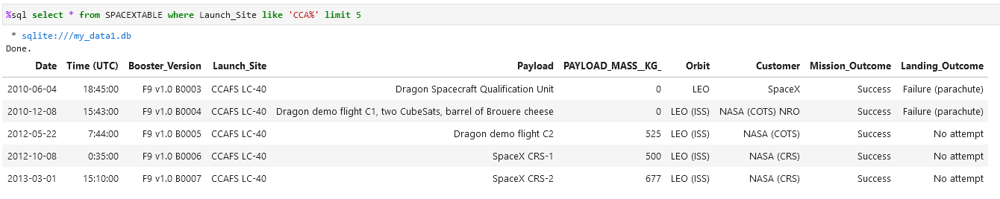 %sql select * from SPACEXTABLE where Launch_Site like 'CCA%' limit 5
* sqlite:///my_data1.db
Done.
Date Time (UTC) Booster_Version Launch_Site Payload PAYLOAD_MASS__KG_ Orbit Customer Mission_Outcome Landing_Outcome
2010-06-04 18:45:00 F9 v1.0 B0003 CCAFS LC-40 Dragon Spacecraft Qualification Unit 0 LEO SpaceX Success Failure (parachute)
2010-12-08 15:43:00 F9 v1.0 B0004 CCAFS LC-40 Dragon demo flight C1, two CubeSats, barrel of Brouere cheese 0 LEO (ISS) NASA (COTS) NRO Success Failure (parachute)
2012-05-22 7:44:00 F9 v1.0 B0005 CCAFS LC-40 Dragon demo flight C2 525 LEO (ISS) NASA (COTS) Success No attempt
2012-10-08 0:35:00 F9 v1.0 B0006 CCAFS LC-40 SpaceX CRS-1 500 LEO (ISS) NASA (CRS) Success No attempt
2013-03-01 15:10:00 F9 v1.0 B0007 CCAFS LC-40 SpaceX CRS-2 677 LEO (ISS) NASA (CRS) Success No attempt